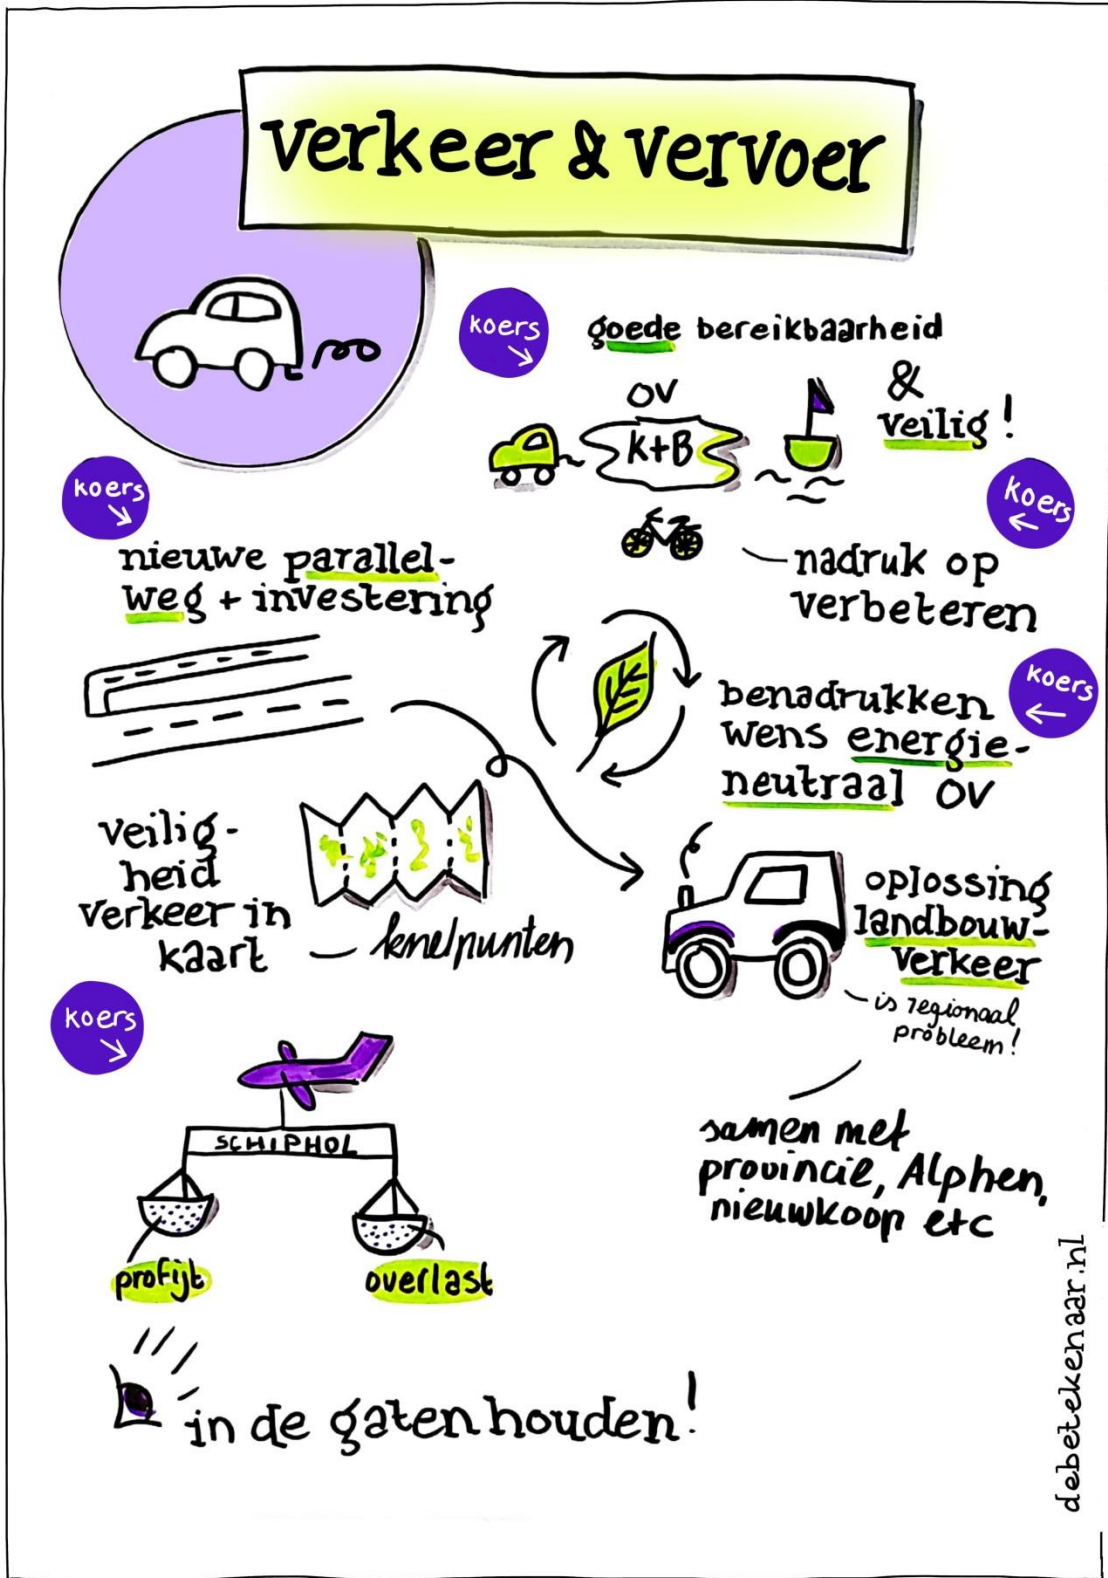 verkeer & vervoer
koers
goede bereikbaarheid
&
veilig!
OV
K+B
koers
nadruk op
verbeteren
koers
nieuwe parallel-
weg + investering
koers
benadrukken
wens energie-
neutraal OV
veilig-
heid
verkeer in
kaart
knelpunten
oplossing
landbouw-
verkeer
is regionaal
probleem!
samen met
provincie, Alphen,
nieuwkoop etc
koers
SCHIPHOL
profijt
overlast
in de gaten houden!
debetekenaar.nl